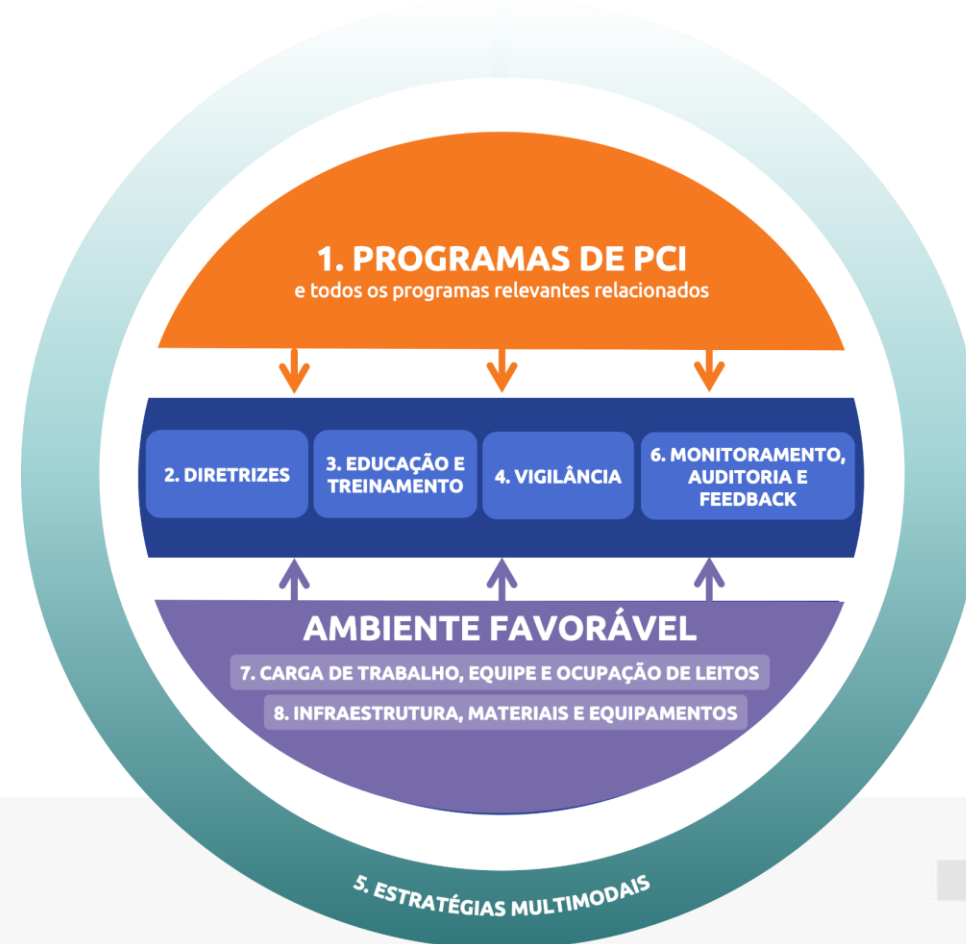 1. PROGRAMAS DE PCI
e todos os programas relevantes relacionados
2. DIRETRIZES
3. EDUCAÇÃO E
TREINAMENTO
4. VIGILÂNCIA
6. MONITORAMENTO,
AUDITORIA E
FEEDBACK
AMBIENTE FAVORÁVEL
7. CARGA DE TRABALHO, EQUIPE E OCUPAÇÃO DE LEITOS
8. INFRAESTRUTURA, MATERIAIS E EQUIPAMENTOS
5. ESTRATÉGIAS MULTIMODAIS